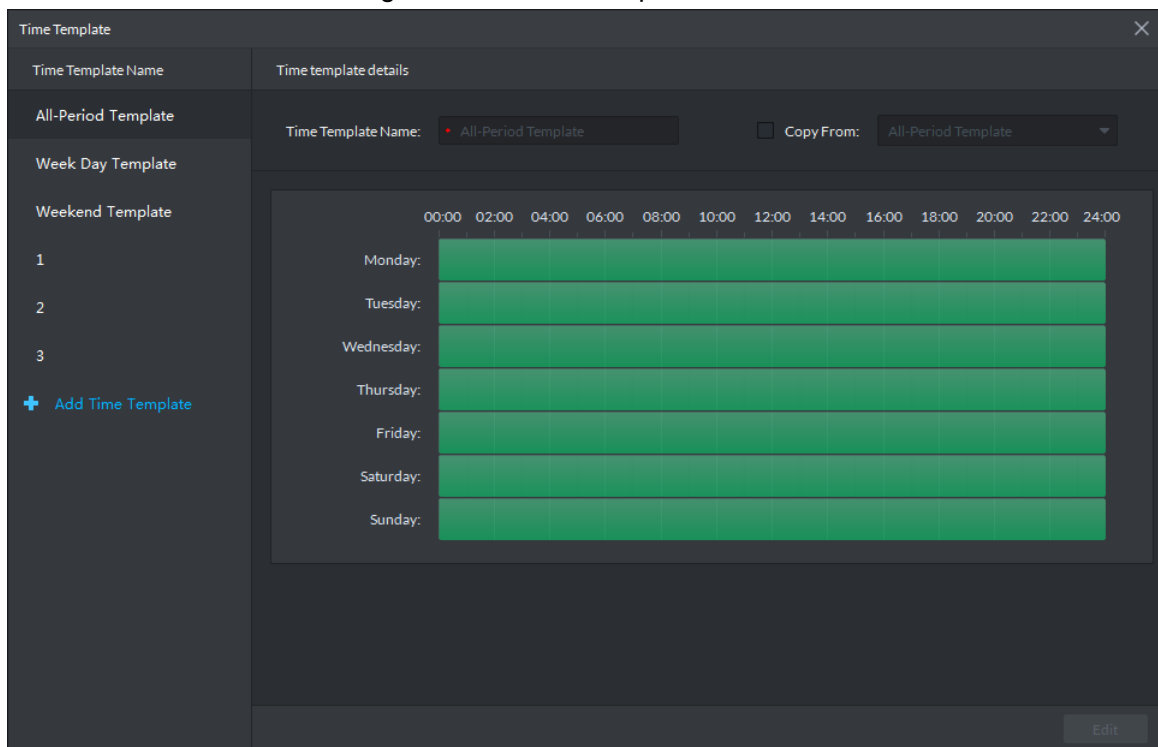 Time Template
Time Template Name
Time template details
All-Period Template
Week Day Template
Weekend Template
1
2
3
Add Time Template
Time Template Name: • All-Period Template
Copy From: All-Period Template
00:00 02:00 04:00 06:00 08:00 10:00 12:00 14:00 16:00 18:00 20:00 22:00 24:00
Monday:
Tuesday:
Wednesday:
Thursday:
Friday:
Saturday:
Sunday:
Edit